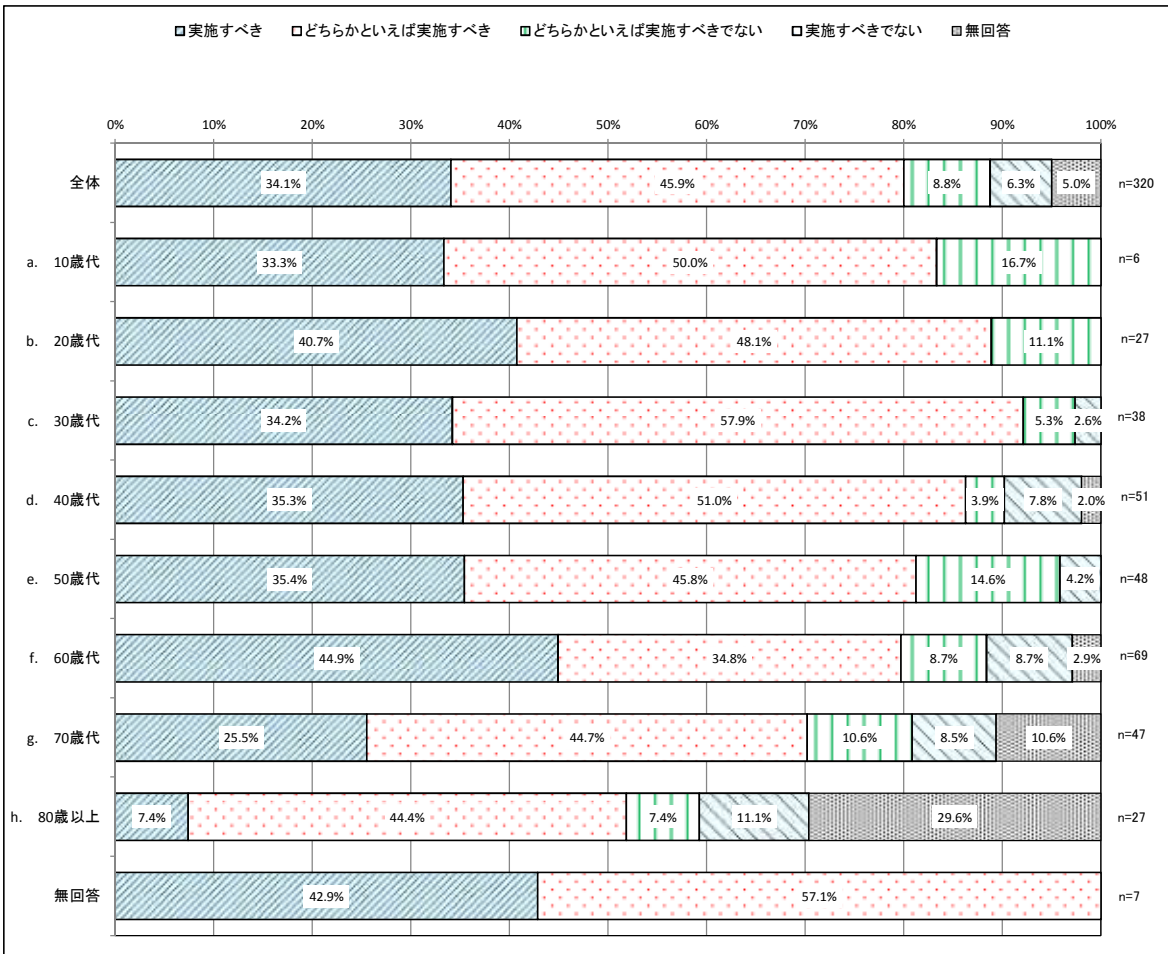 実施すべき どちらかといえば実施すべき どちらかといえば実施すべきでない 実施すべきでない 無回答
0% 10% 20% 30% 40% 50% 60% 70% 80% 90% 100%
全体 34.1% 45.9% 8.8% 6.3% 5.0% n=320
a. 10歳代 33.3% 50.0% 16.7% n=6
b. 20歳代 40.7% 48.1% 11.1% n=27
c. 30歳代 34.2% 57.9% 5.3% 2.6% n=38
d. 40歳代 35.3% 51.0% 3.9% 7.8% 2.0% n=51
e. 50歳代 35.4% 45.8% 14.6% 4.2% n=48
f. 60歳代 44.9% 34.8% 8.7% 8.7% 2.9% n=69
g. 70歳代 25.5% 44.7% 10.6% 8.5% 10.6% n=47
h. 80歳以上 7.4% 44.4% 7.4% 11.1% 29.6% n=27
無回答 42.9% 57.1% n=7